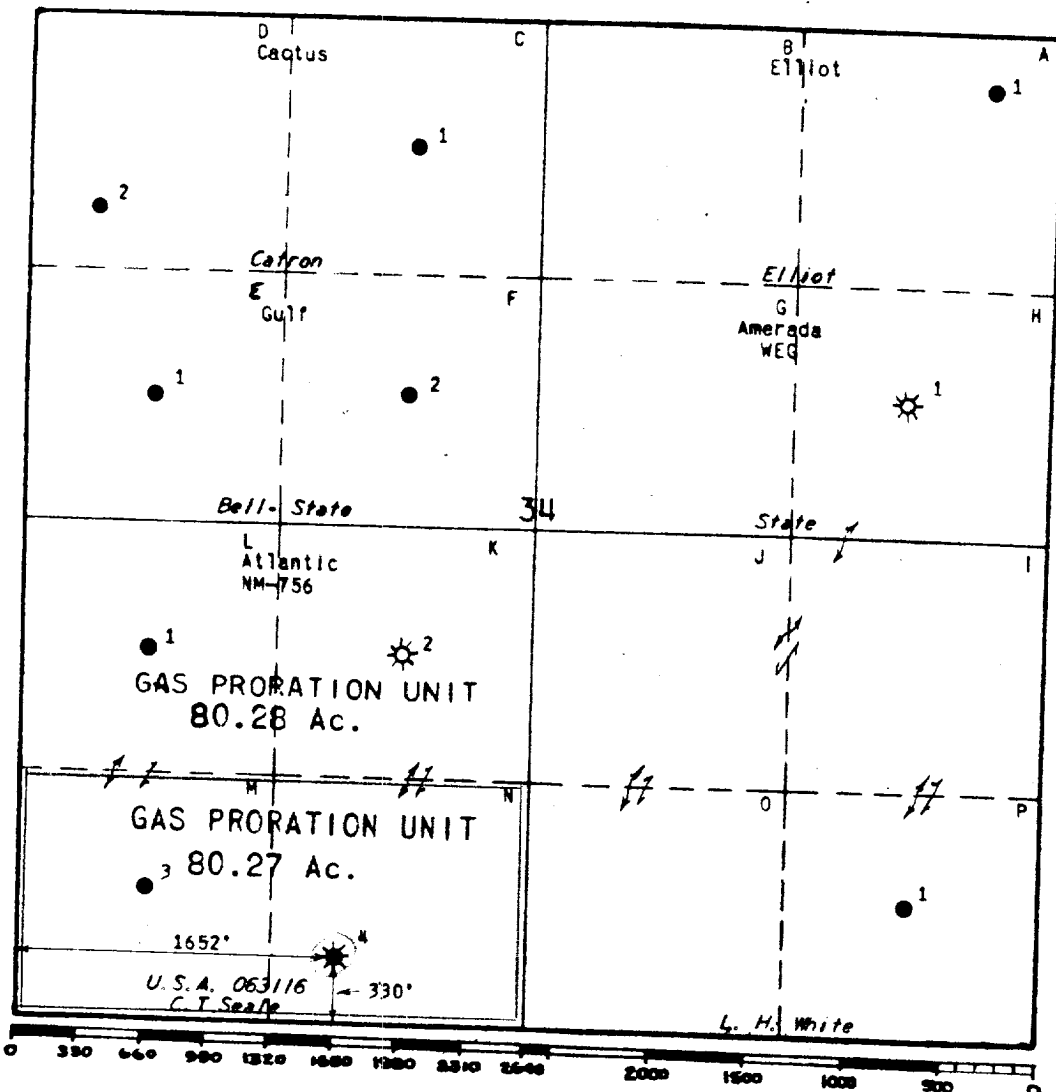 D C B A
Cactus Elliot
1
1
2
Catron Elliot
E F G H
Gulf Amerada
WEG
1 2 1
Bell-State 34 State
L K J I
Atlantic
NM-756
1 2
GAS PRORATION UNIT
80.28 Ac.
M N O P
GAS PRORATION UNIT
80.27 Ac.
3 1
4
1652'
330'
U.S.A. 063116
C.T. Seale
L. H. White
0 330 660 990 1320 1650 1980 2310 2640 2000 1500 1000 500 0